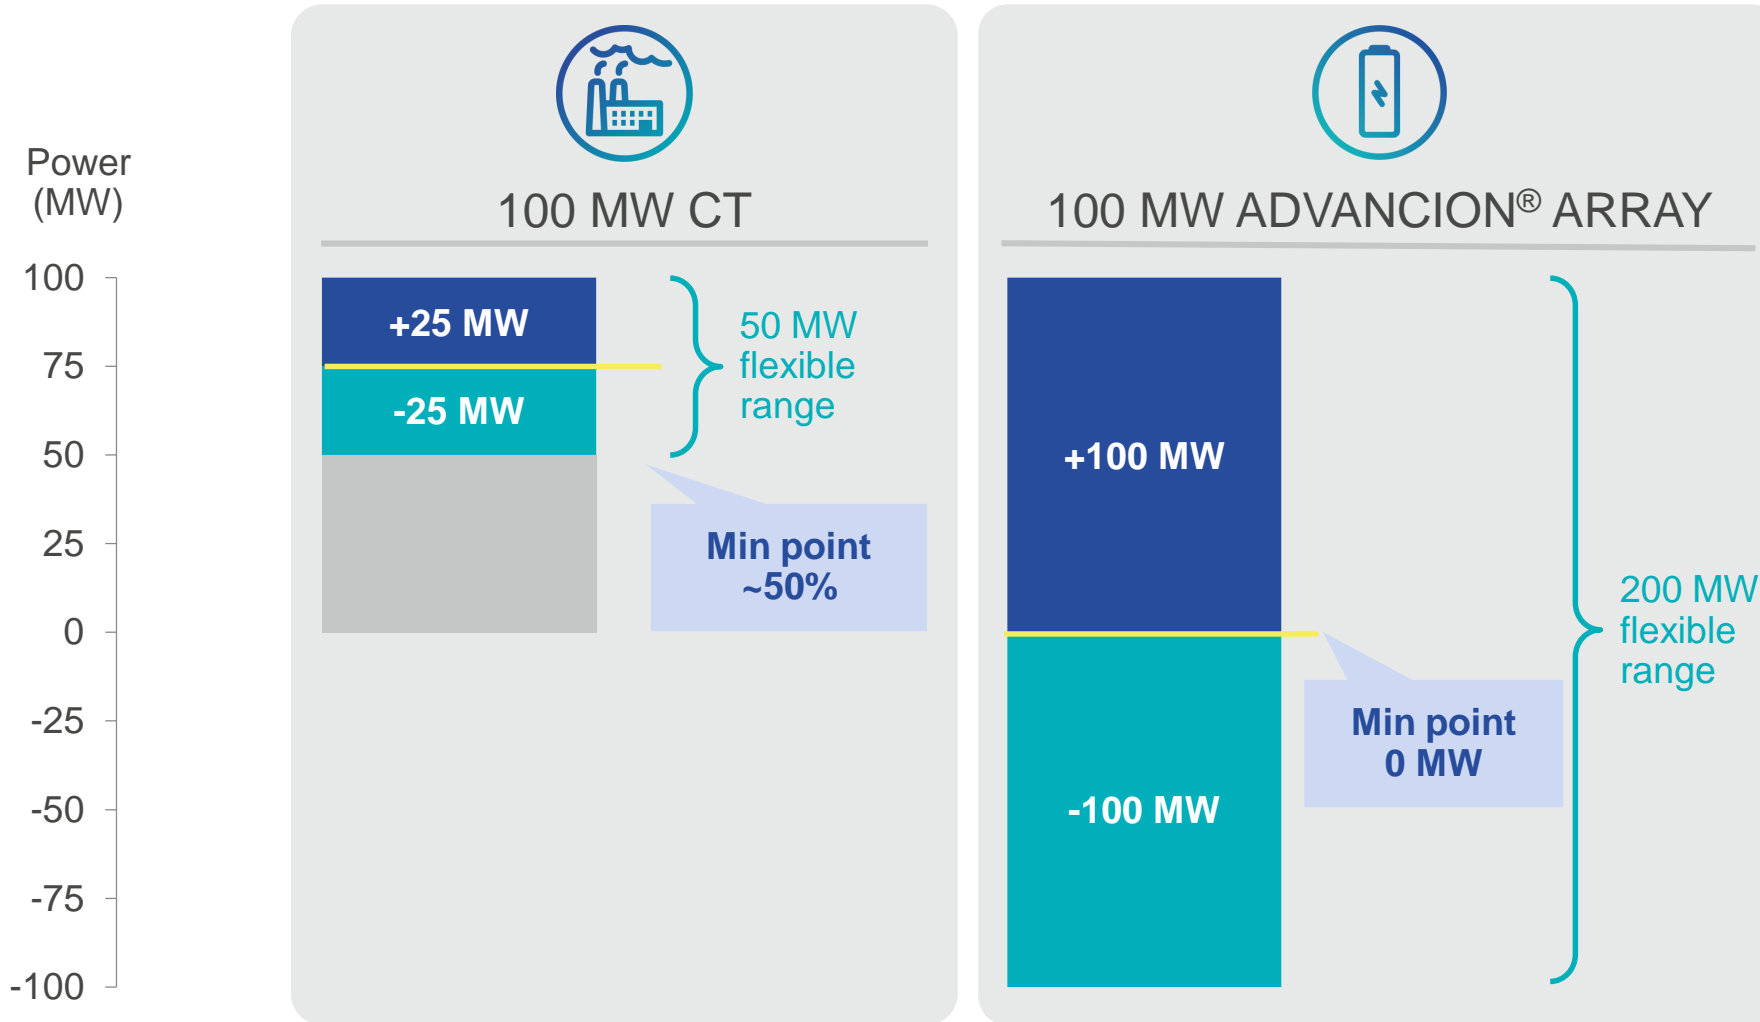 Power
(MW)
100
75
50
25
0
-25
-50
-75
-100
100 MW CT
+25 MW
-25 MW
50 MW
flexible
range
Min point
~50%
100 MW ADVANCION® ARRAY
+100 MW
-100 MW
Min point
0 MW
200 MW
flexible
range